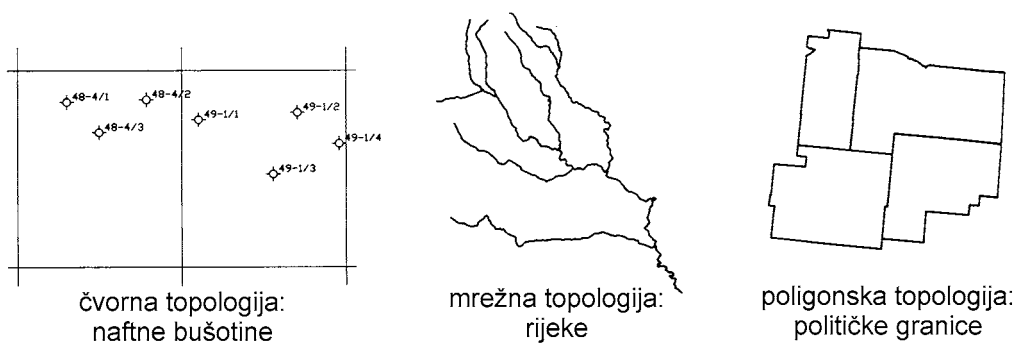 48-4/1
48-4/2
48-4/3
49-1/1
49-1/2
49-1/4
49-1/3
čvorna topologija:
naftne bušotine
mrežna topologija:
rijeke
poligonska topologija:
političke granice